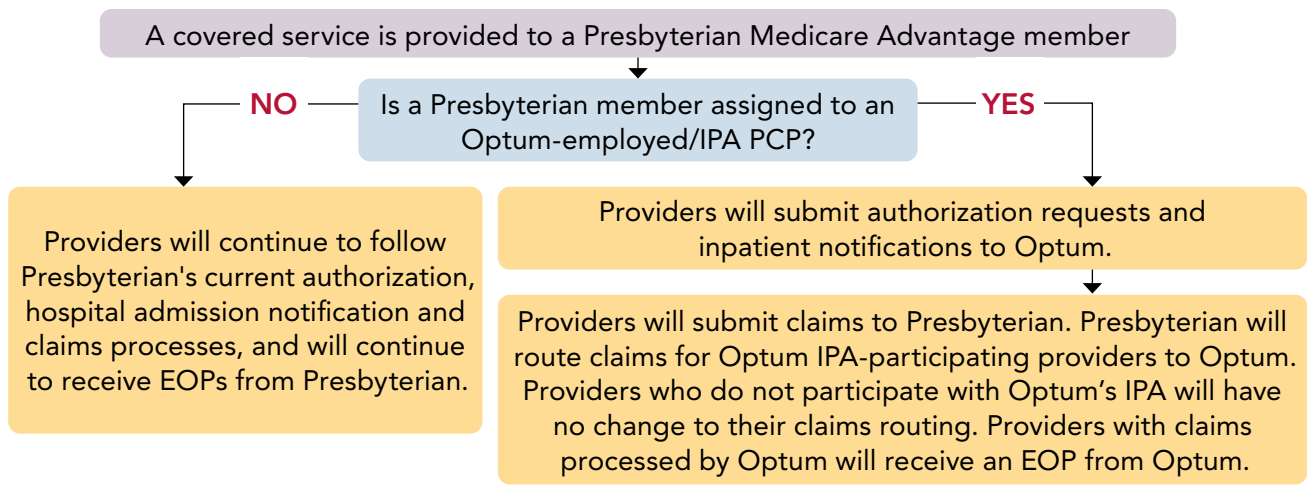 A covered service is provided to a Presbyterian Medicare Advantage member
NO
Is a Presbyterian member assigned to an
Optum-employed/IPA PCP?
YES
Providers will continue to follow
Presbyterian's current authorization,
hospital admission notification and
claims processes, and will continue
to receive EOPs from Presbyterian.
Providers will submit authorization requests and
inpatient notifications to Optum.
Providers will submit claims to Presbyterian. Presbyterian will
route claims for Optum IPA-participating providers to Optum.
Providers who do not participate with Optum’s IPA will have
no change to their claims routing. Providers with claims
processed by Optum will receive an EOP from Optum.